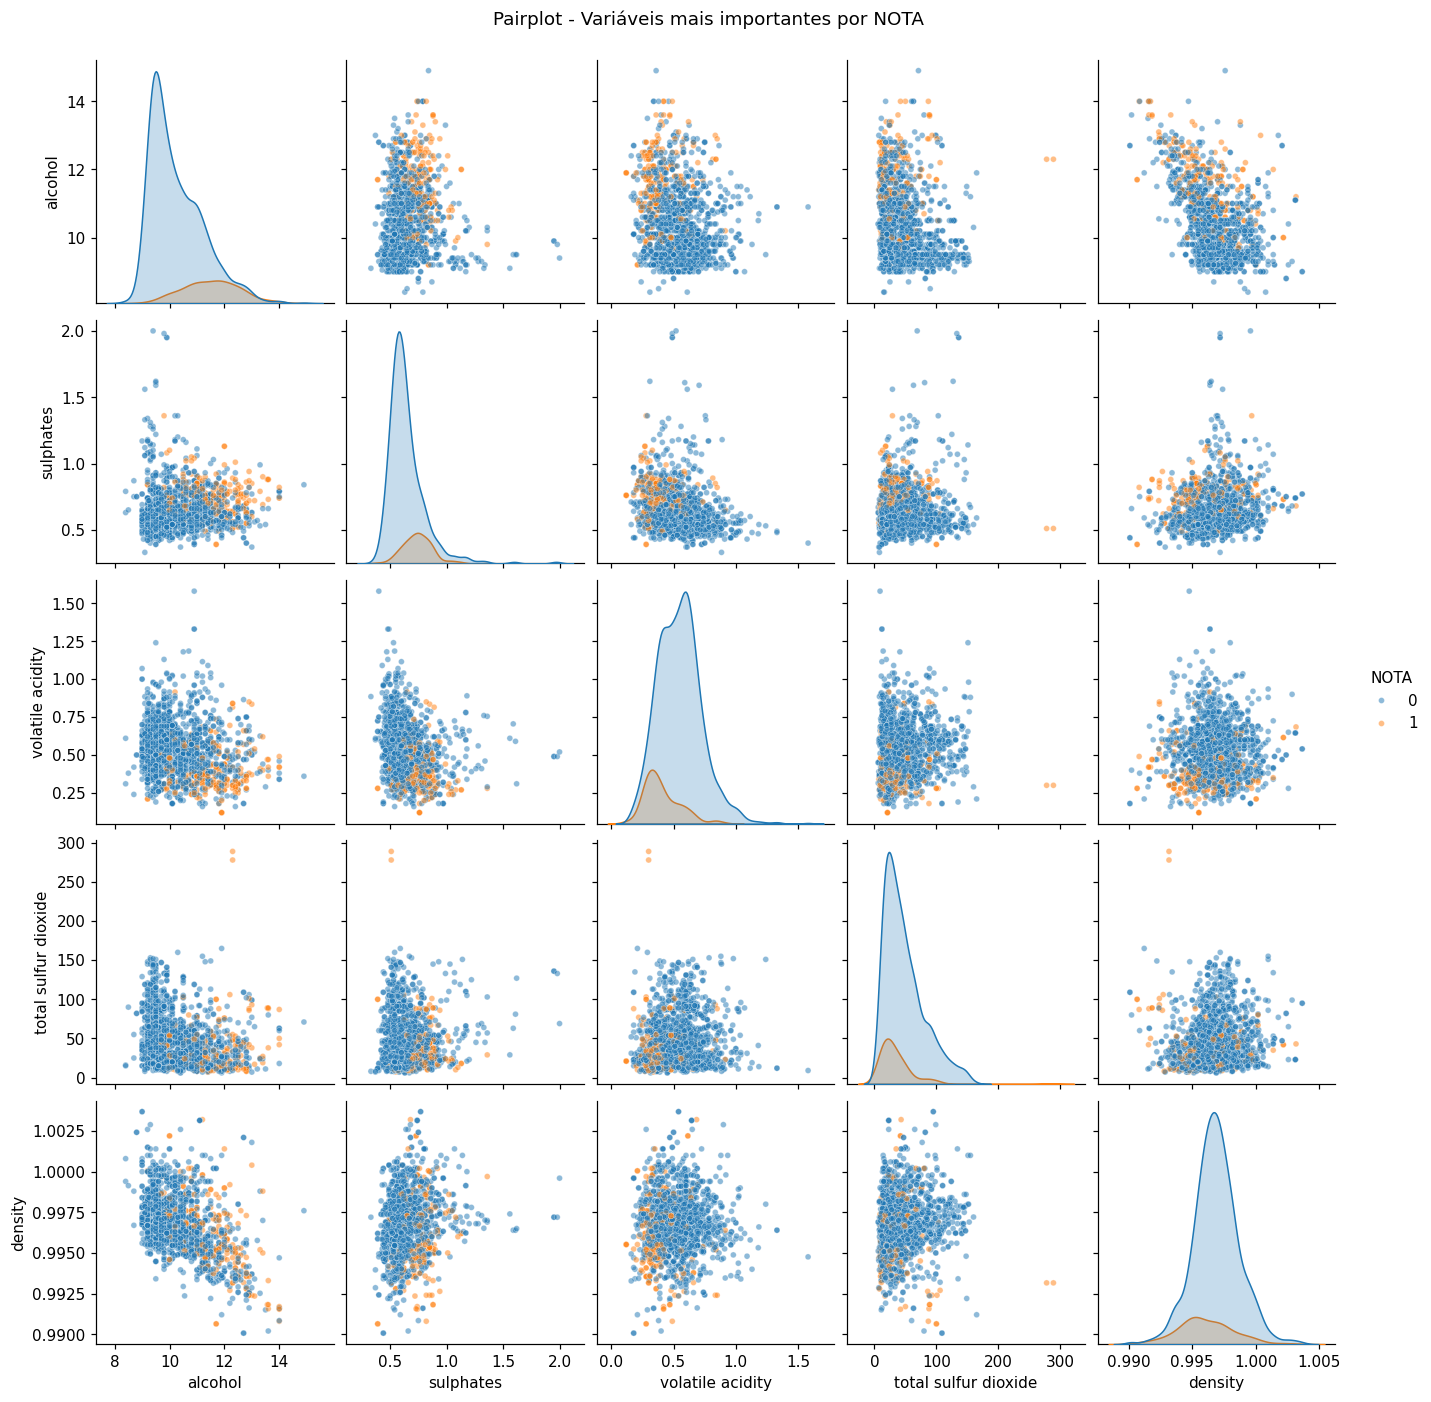 Pairplot - Variáveis mais importantes por NOTA
14
12
10
alcohol
2.0
1.5
1.0
0.5
sulphates
1.50
1.25
1.00
0.75
0.50
0.25
volatile acidity
NOTA
0
1
300
250
200
150
100
50
0
total sulfur dioxide
1.0025
1.0000
0.9975
0.9950
0.9925
0.9900
density
8 10 12 14
0.5 1.0 1.5 2.0
0.0 0.5 1.0 1.5
0 100 200 300
0.990 0.995 1.000 1.005
alcohol
sulphates
volatile acidity
total sulfur dioxide
density